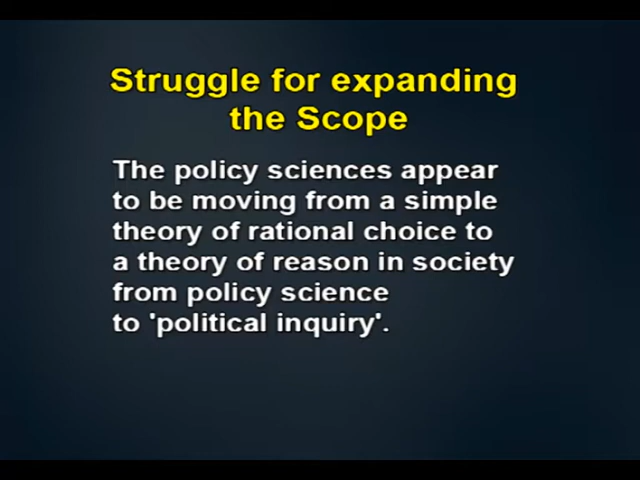 Struggle for expanding
the Scope
The policy sciences appear
to be moving from a simple
theory of rational choice to
a theory of reason in society
from policy science
to 'political inquiry'.